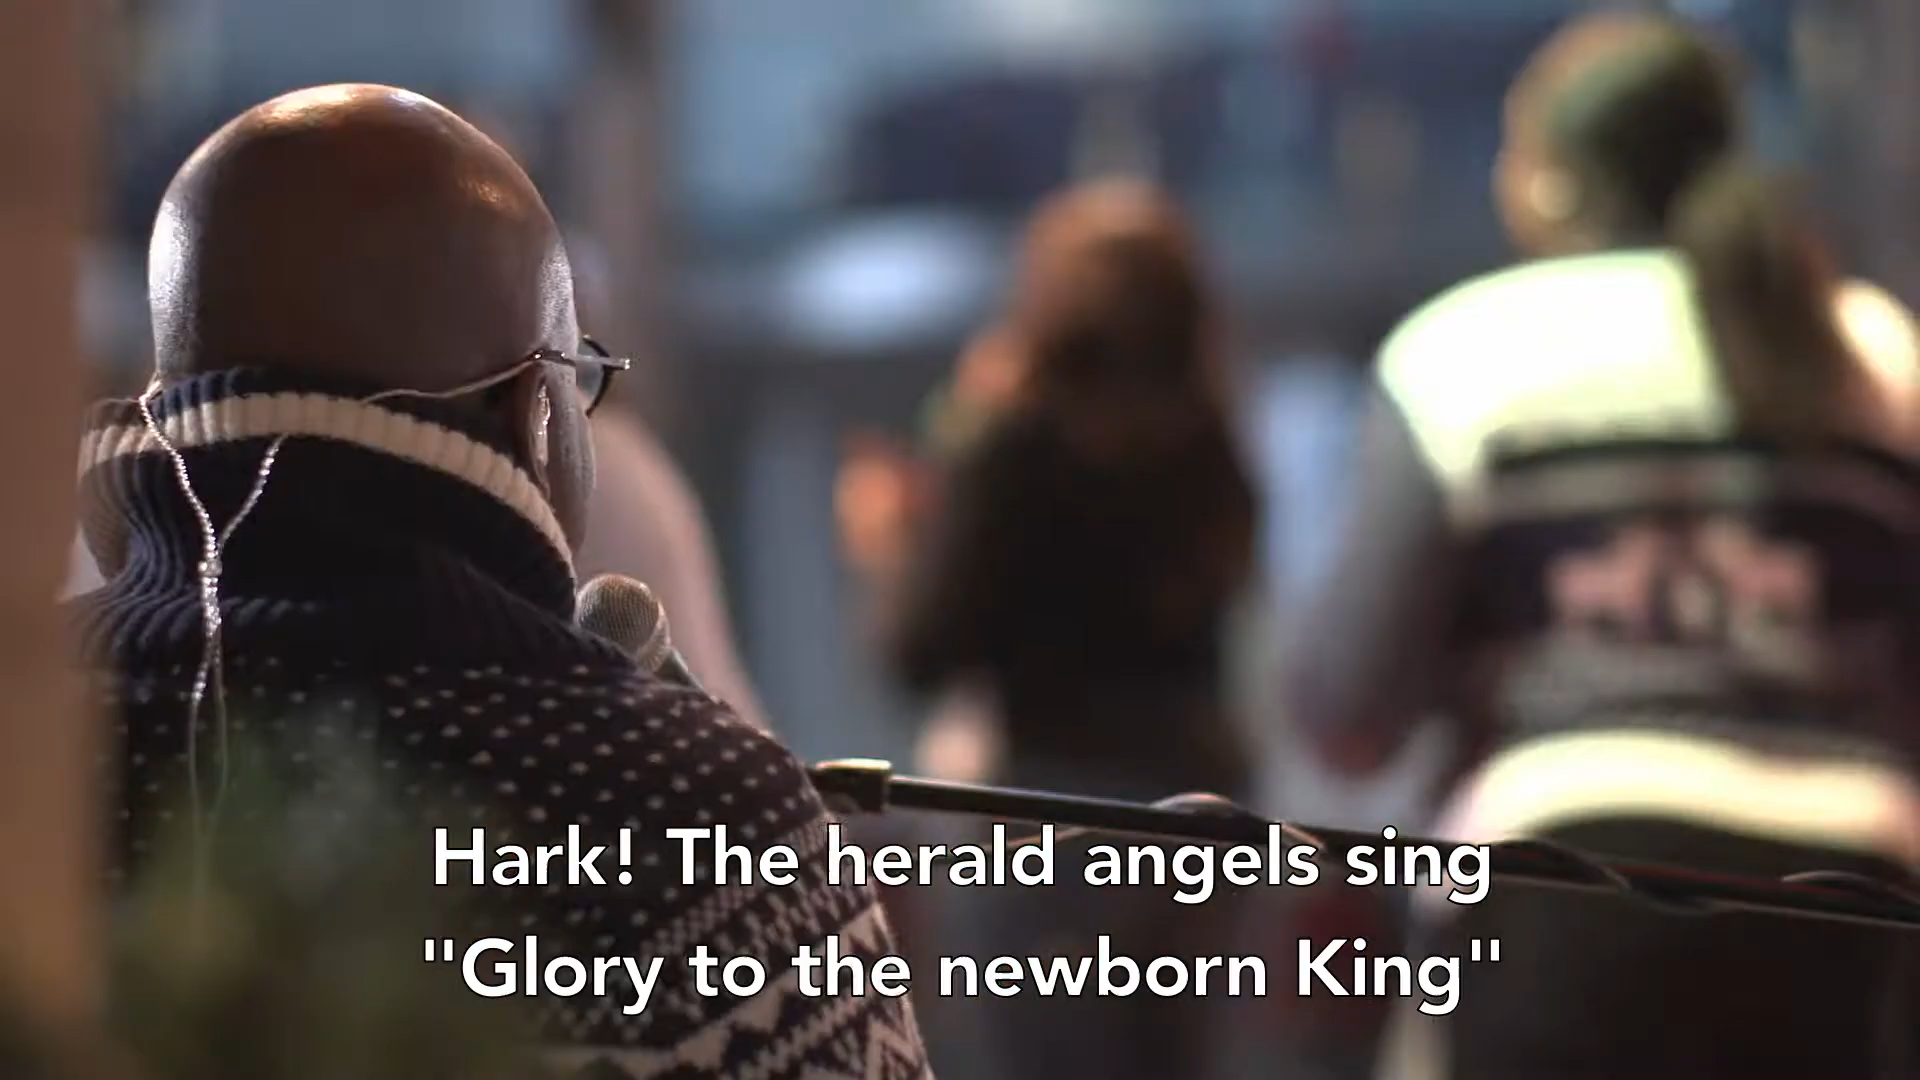 Hark! The herald angels sing
"Glory to the newborn King"